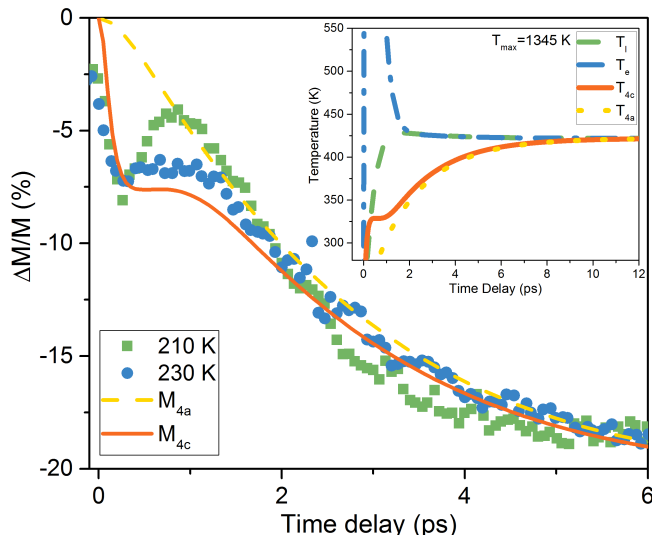 0
-5
-10
-15
-20
ΔM/M (%)
0
2
4
6
Time delay (ps)
210 K
230 K
M4a
M4c
550
500
450
400
350
300
Temperature (K)
0
2
4
6
8
10
12
Time Delay (ps)
Tmax=1345 K
Tl
Te
T4c
T4a